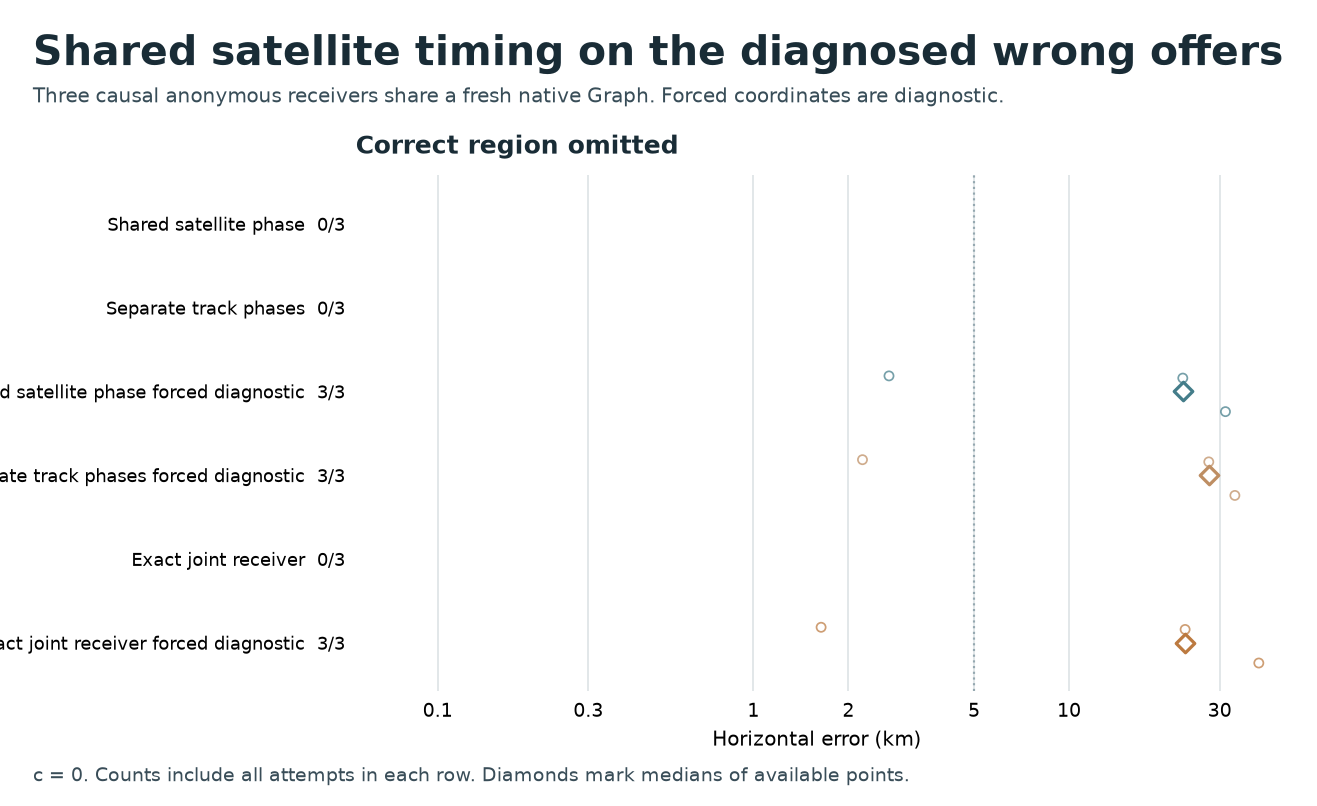 Shared satellite timing on the diagnosed wrong offers
Three causal anonymous receivers share a fresh native Graph. Forced coordinates are diagnostic.
Correct region omitted
Shared satellite phase 0/3
Separate track phases 0/3
satellite phase forced diagnostic 3/3
track phases forced diagnostic 3/3
Exact joint receiver 0/3
joint receiver forced diagnostic 3/3
0.1 0.3 1 2 5 10 30
Horizontal error (km)
c = 0. Counts include all attempts in each row. Diamonds mark medians of available points.